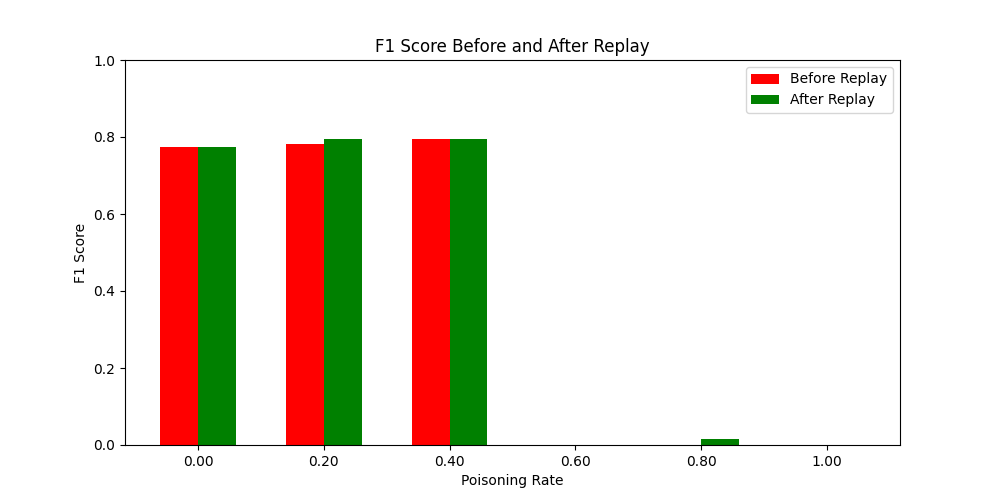 F1 Score Before and After Replay
Before Replay
After Replay
1.0
0.8
0.6
0.4
0.2
0.0
F1 Score
0.00 0.20 0.40 0.60 0.80 1.00
Poisoning Rate